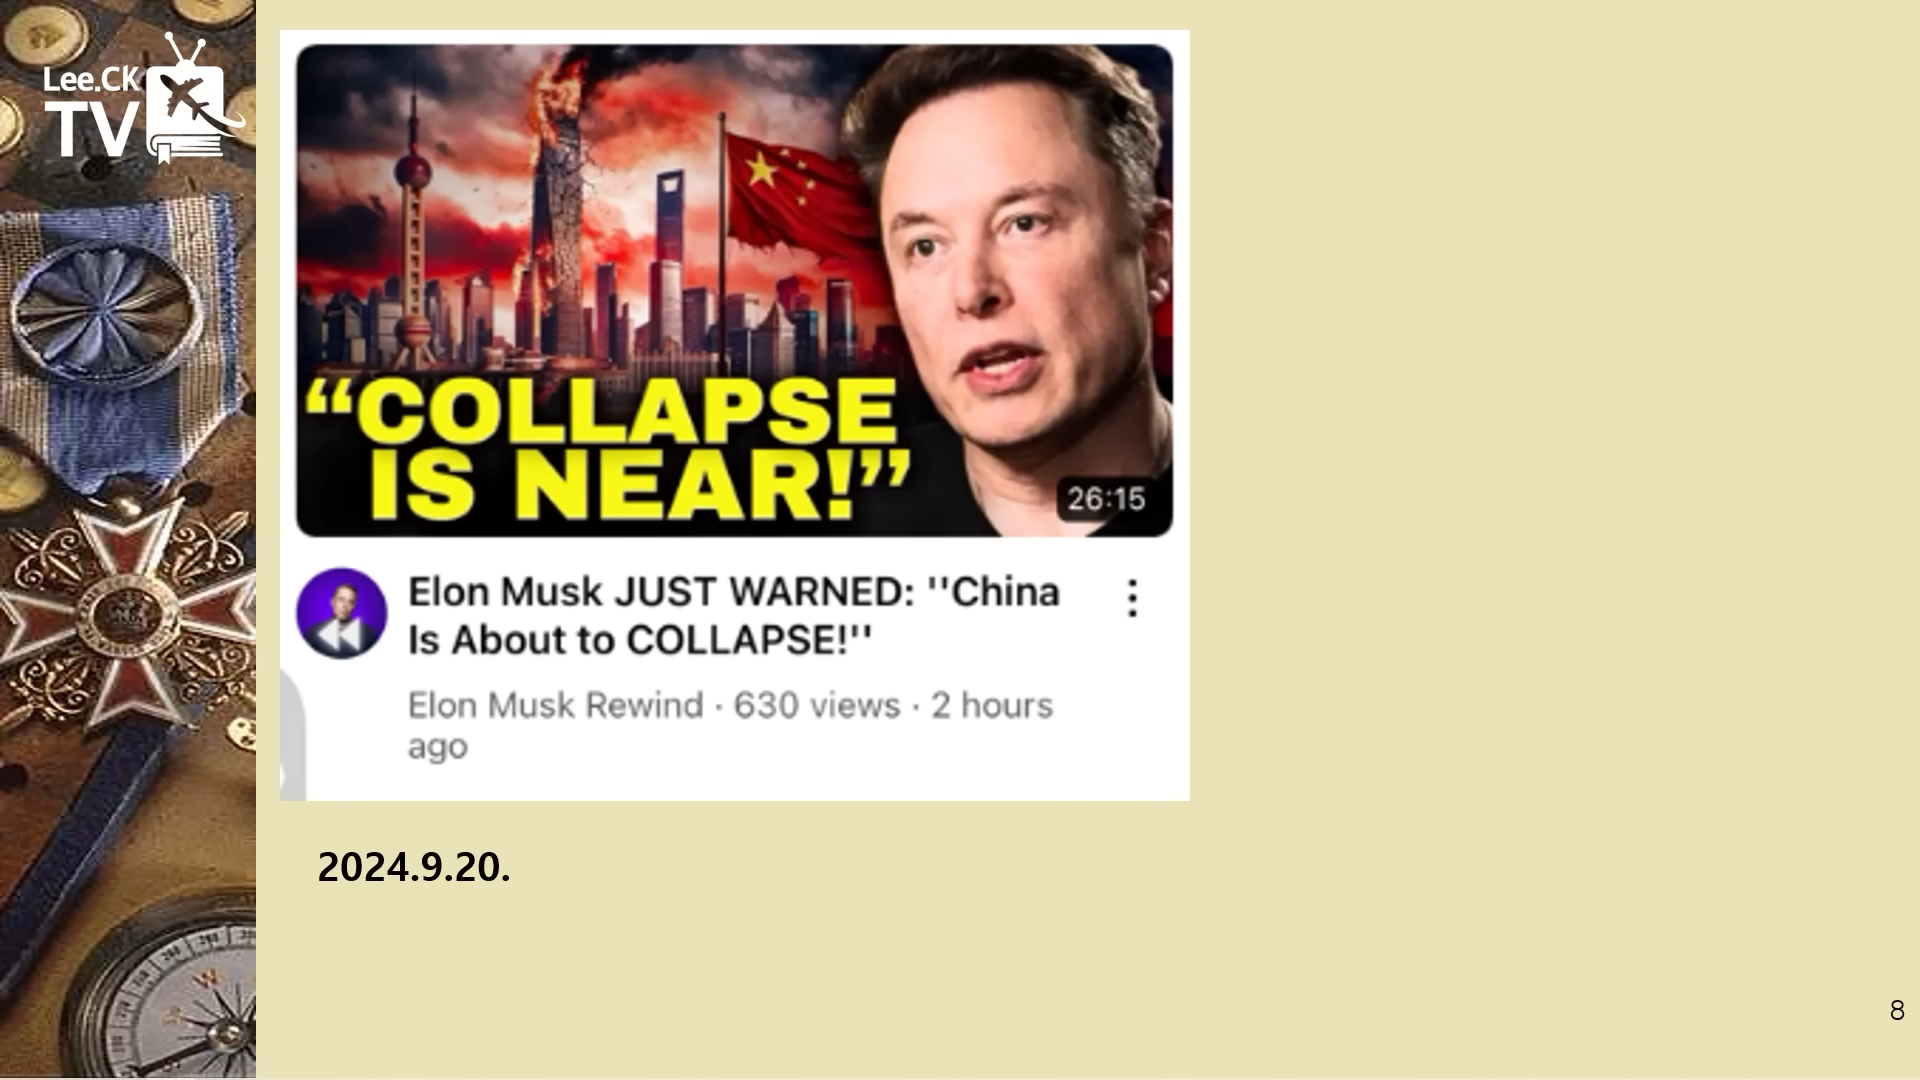 Lee.CK
TV
“COLLAPSE
IS NEAR!”
26:15
Elon Musk JUST WARNED: ''China
Is About to COLLAPSE!''
Elon Musk Rewind · 630 views · 2 hours
ago
2024.9.20.
8